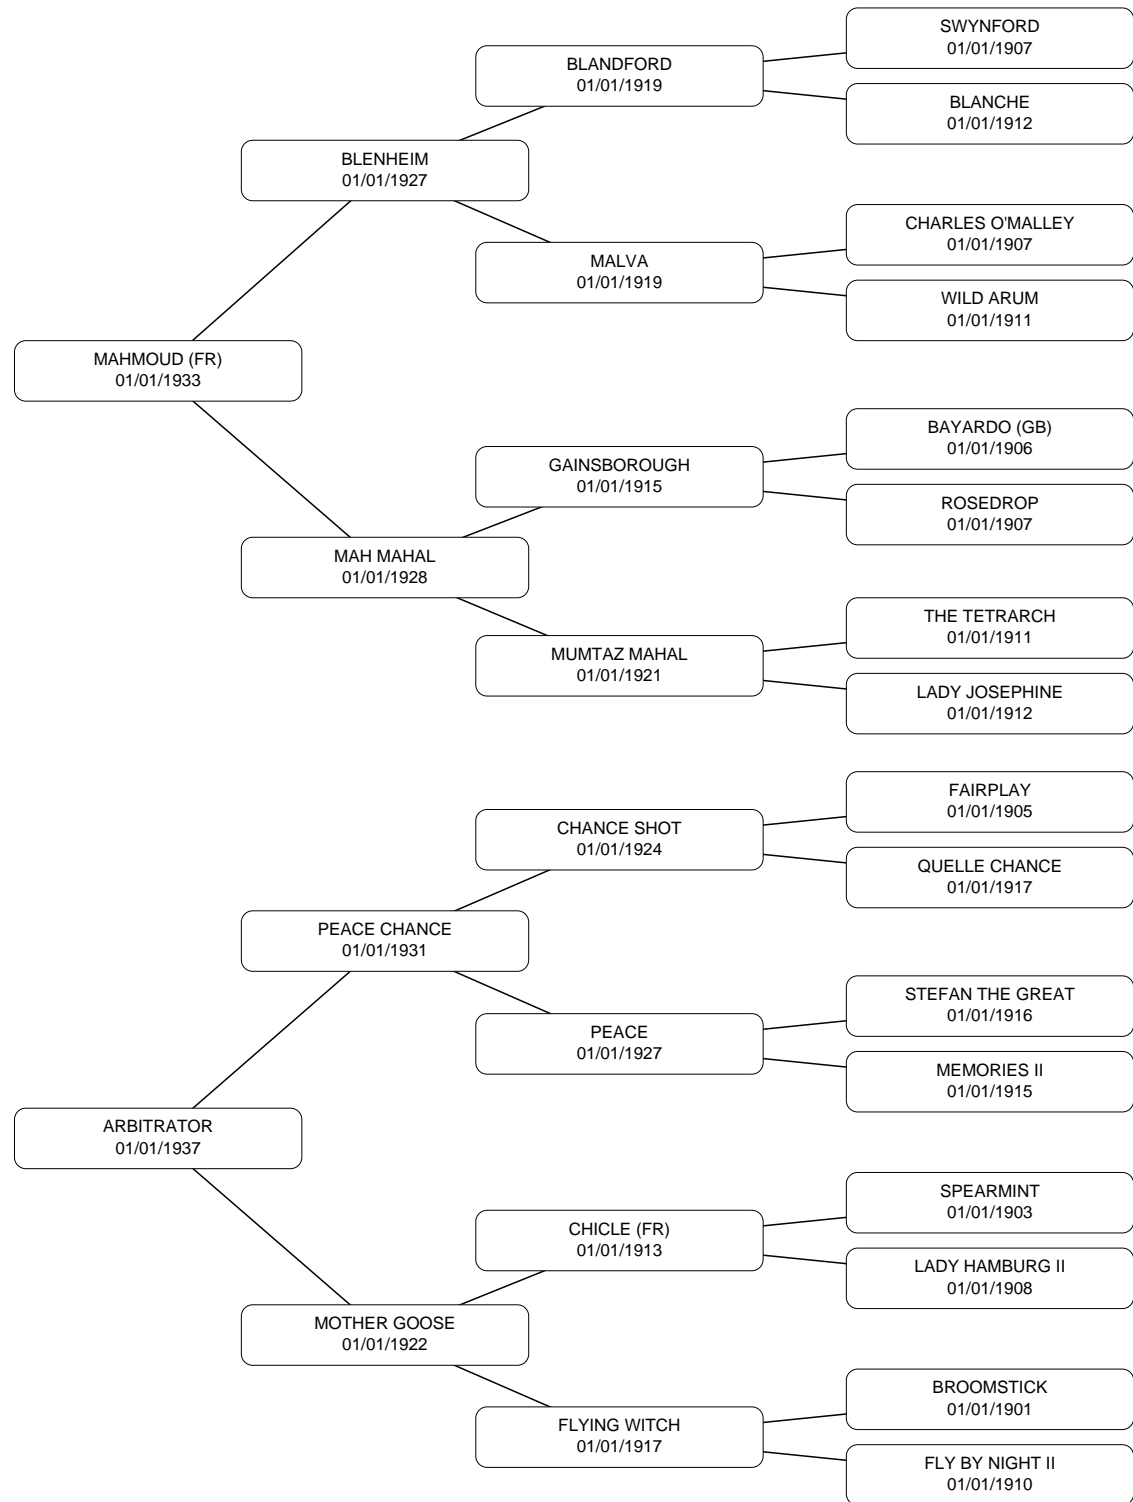 SWYNFORD
01/01/1907
BLANDFORD
01/01/1919
BLANCHE
01/01/1912
BLENHEIM
01/01/1927
CHARLES O'MALLEY
01/01/1907
MALVA
01/01/1919
WILD ARUM
01/01/1911
MAHMOUD (FR)
01/01/1933
BAYARDO (GB)
01/01/1906
GAINSBOROUGH
01/01/1915
ROSEDROP
01/01/1907
MAH MAHAL
01/01/1928
THE TETRARCH
01/01/1911
MUMTAZ MAHAL
01/01/1921
LADY JOSEPHINE
01/01/1912
FAIRPLAY
01/01/1905
CHANCE SHOT
01/01/1924
QUELLE CHANCE
01/01/1917
PEACE CHANCE
01/01/1931
STEFAN THE GREAT
01/01/1916
PEACE
01/01/1927
MEMORIES II
01/01/1915
ARBITRATOR
01/01/1937
SPEARMINT
01/01/1903
CHICLE (FR)
01/01/1913
LADY HAMBURG II
01/01/1908
MOTHER GOOSE
01/01/1922
BROOMSTICK
01/01/1901
FLYING WITCH
01/01/1917
FLY BY NIGHT II
01/01/1910